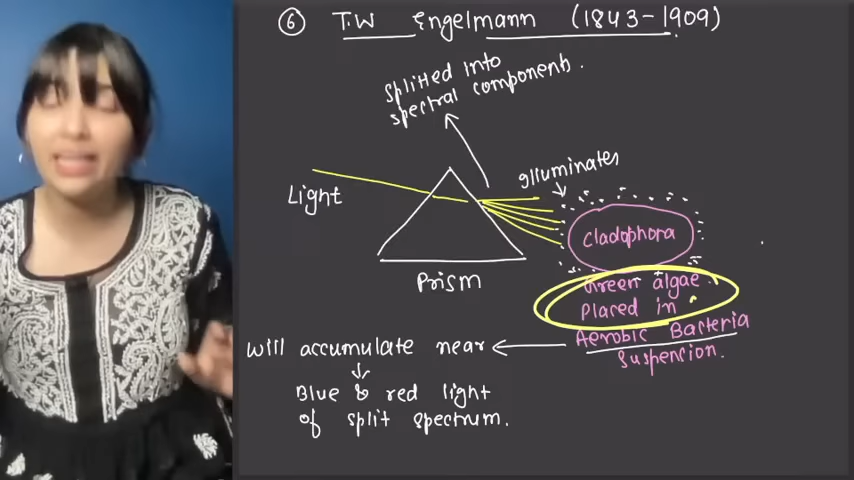 6 T.W Engelmann (1843-1909)
Splitted into
spectral components.
illuminates
Light
Cladophora
Prism
Green algae
Placed in
Aerobic Bacteria
Suspension.
Will accumulate near
Blue & red light
of split spectrum.